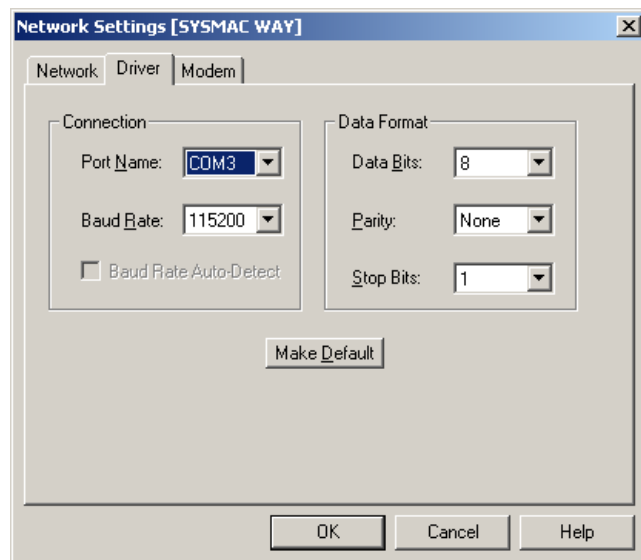 Network Settings [SYSMAC WAY]
Network Driver Modem
Connection
Port Name: COM3
Baud Rate: 115200
Baud Rate Auto-Detect
Data Format
Data Bits: 8
Parity: None
Stop Bits: 1
Make Default
OK Cancel Help